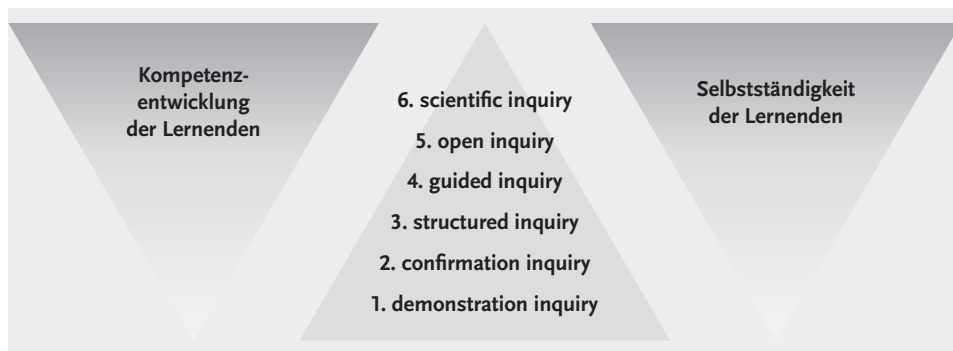 Kompetenz-
entwicklung
der Lernenden
6. scientific inquiry
5. open inquiry
4. guided inquiry
3. structured inquiry
2. confirmation inquiry
1. demonstration inquiry
Selbstständigkeit
der Lernenden